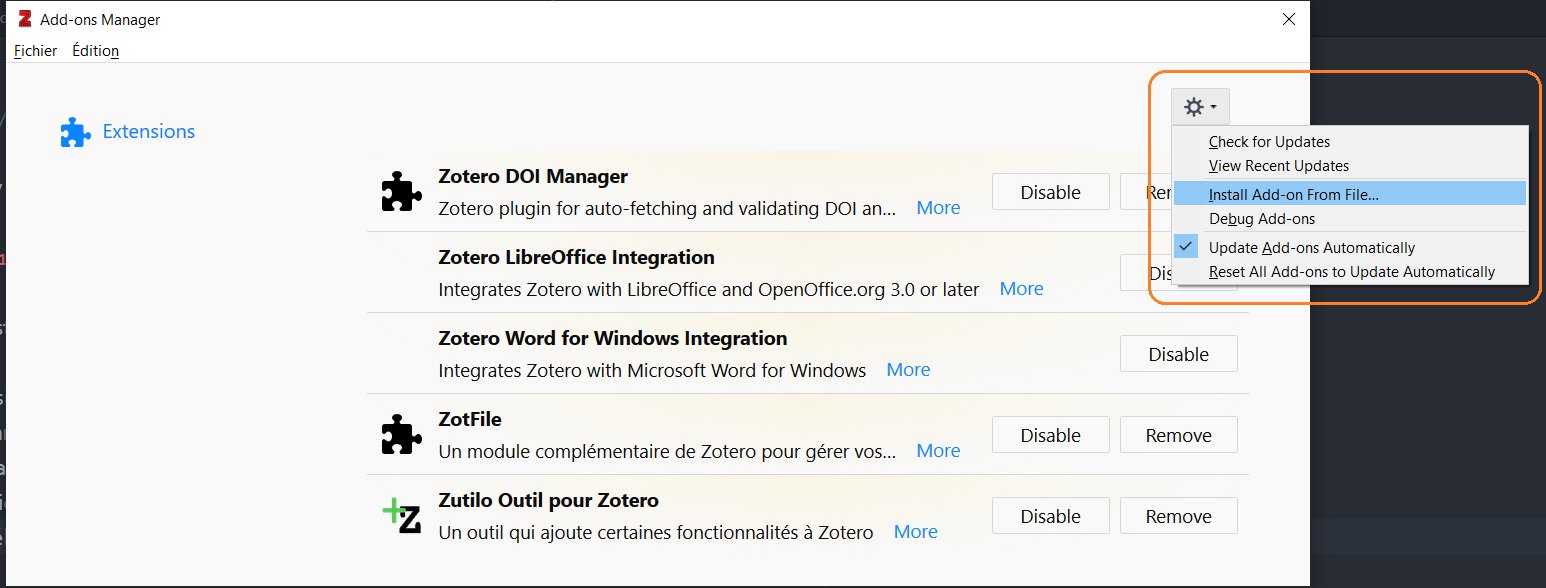 Add-ons Manager
Fichier Édition
Extensions
Check for Updates
View Recent Updates
Install Add-on From File...
Debug Add-ons
Update Add-ons Automatically
Reset All Add-ons to Update Automatically
Zotero DOI Manager
Zotero plugin for auto-fetching and validating DOI an... More
Disable
Zotero LibreOffice Integration
Integrates Zotero with LibreOffice and OpenOffice.org 3.0 or later More
Zotero Word for Windows Integration
Integrates Zotero with Microsoft Word for Windows More
Disable
ZotFile
Un module complémentaire de Zotero pour gérer vos... More
Disable Remove
Zutilo Outil pour Zotero
Un outil qui ajoute certaines fonctionnalités à Zotero More
Disable Remove